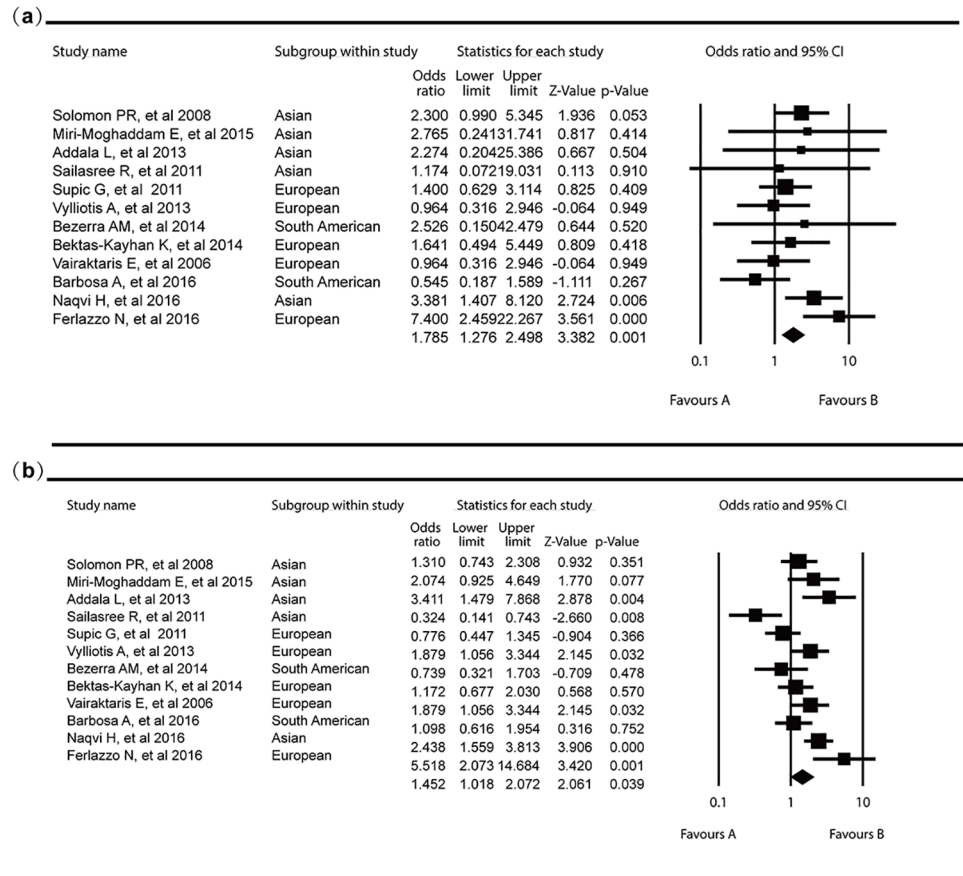 (a)
Study name Subgroup within study Statistics for each study Odds ratio and 95% CI
Odds Lower Upper
ratio limit limit Z-Value p-Value
Solomon PR, et al 2008 Asian 2.300 0.990 5.345 1.936 0.053
Miri-Moghaddam E, et al 2015 Asian 2.765 0.24131.741 0.817 0.414
Addala L, et al 2013 Asian 2.274 0.20425.386 0.667 0.504
Sailasree R, et al 2011 Asian 1.174 0.07219.031 0.113 0.910
Supic G, et al 2011 European 1.400 0.629 3.114 0.825 0.409
Vylliotis A, et al 2013 European 0.964 0.316 2.946 -0.064 0.949
Bezerra AM, et al 2014 South American 2.526 0.15042.479 0.644 0.520
Bektas-Kayhan K, et al 2014 European 1.641 0.494 5.449 0.809 0.418
Vairaktaris E, et al 2006 European 0.964 0.316 2.946 -0.064 0.949
Barbosa A, et al 2016 South American 0.545 0.187 1.589 -1.111 0.267
Naqvi H, et al 2016 Asian 3.381 1.407 8.120 2.724 0.006
Ferlazzo N, et al 2016 European 7.400 2.45922.267 3.561 0.000
1.785 1.276 2.498 3.382 0.001
0.1 1 10
Favours A Favours B
(b)
Study name Subgroup within study Statistics for each study Odds ratio and 95% CI
Odds Lower Upper
ratio limit limit Z-Value p-Value
Solomon PR, et al 2008 Asian 1.310 0.743 2.308 0.932 0.351
Miri-Moghaddam E, et al 2015 Asian 2.074 0.925 4.649 1.770 0.077
Addala L, et al 2013 Asian 3.411 1.479 7.868 2.878 0.004
Sailasree R, et al 2011 Asian 0.324 0.141 0.743 -2.660 0.008
Supic G, et al 2011 European 0.776 0.447 1.345 -0.904 0.366
Vylliotis A, et al 2013 European 1.879 1.056 3.344 2.145 0.032
Bezerra AM, et al 2014 South American 0.739 0.321 1.703 -0.709 0.478
Bektas-Kayhan K, et al 2014 European 1.172 0.677 2.030 0.568 0.570
Vairaktaris E, et al 2006 European 1.879 1.056 3.344 2.145 0.032
Barbosa A, et al 2016 South American 1.098 0.616 1.954 0.316 0.752
Naqvi H, et al 2016 Asian 2.438 1.559 3.813 3.906 0.000
Ferlazzo N, et al 2016 European 5.518 2.073 14.684 3.420 0.001
1.452 1.018 2.072 2.061 0.039
0.1 1 10
Favours A Favours B